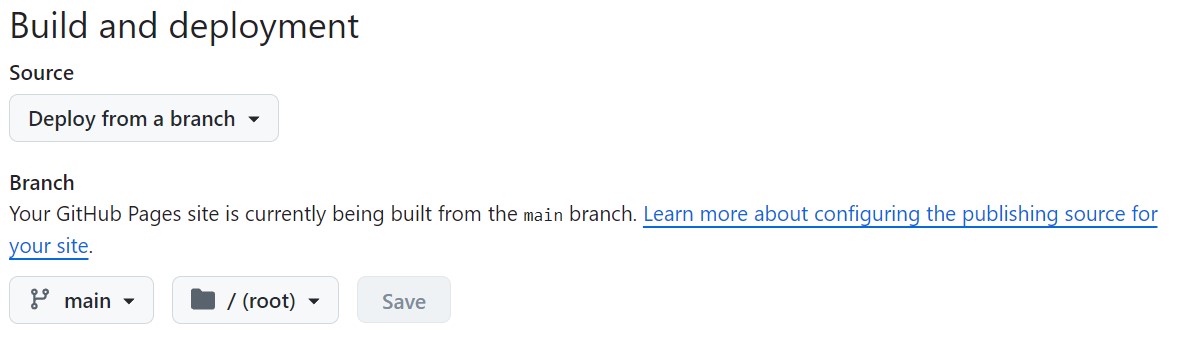 Build and deployment
Source
Deploy from a branch
Branch
Your GitHub Pages site is currently being built from the main branch. Learn more about configuring the publishing source for
your site.
main / (root) Save